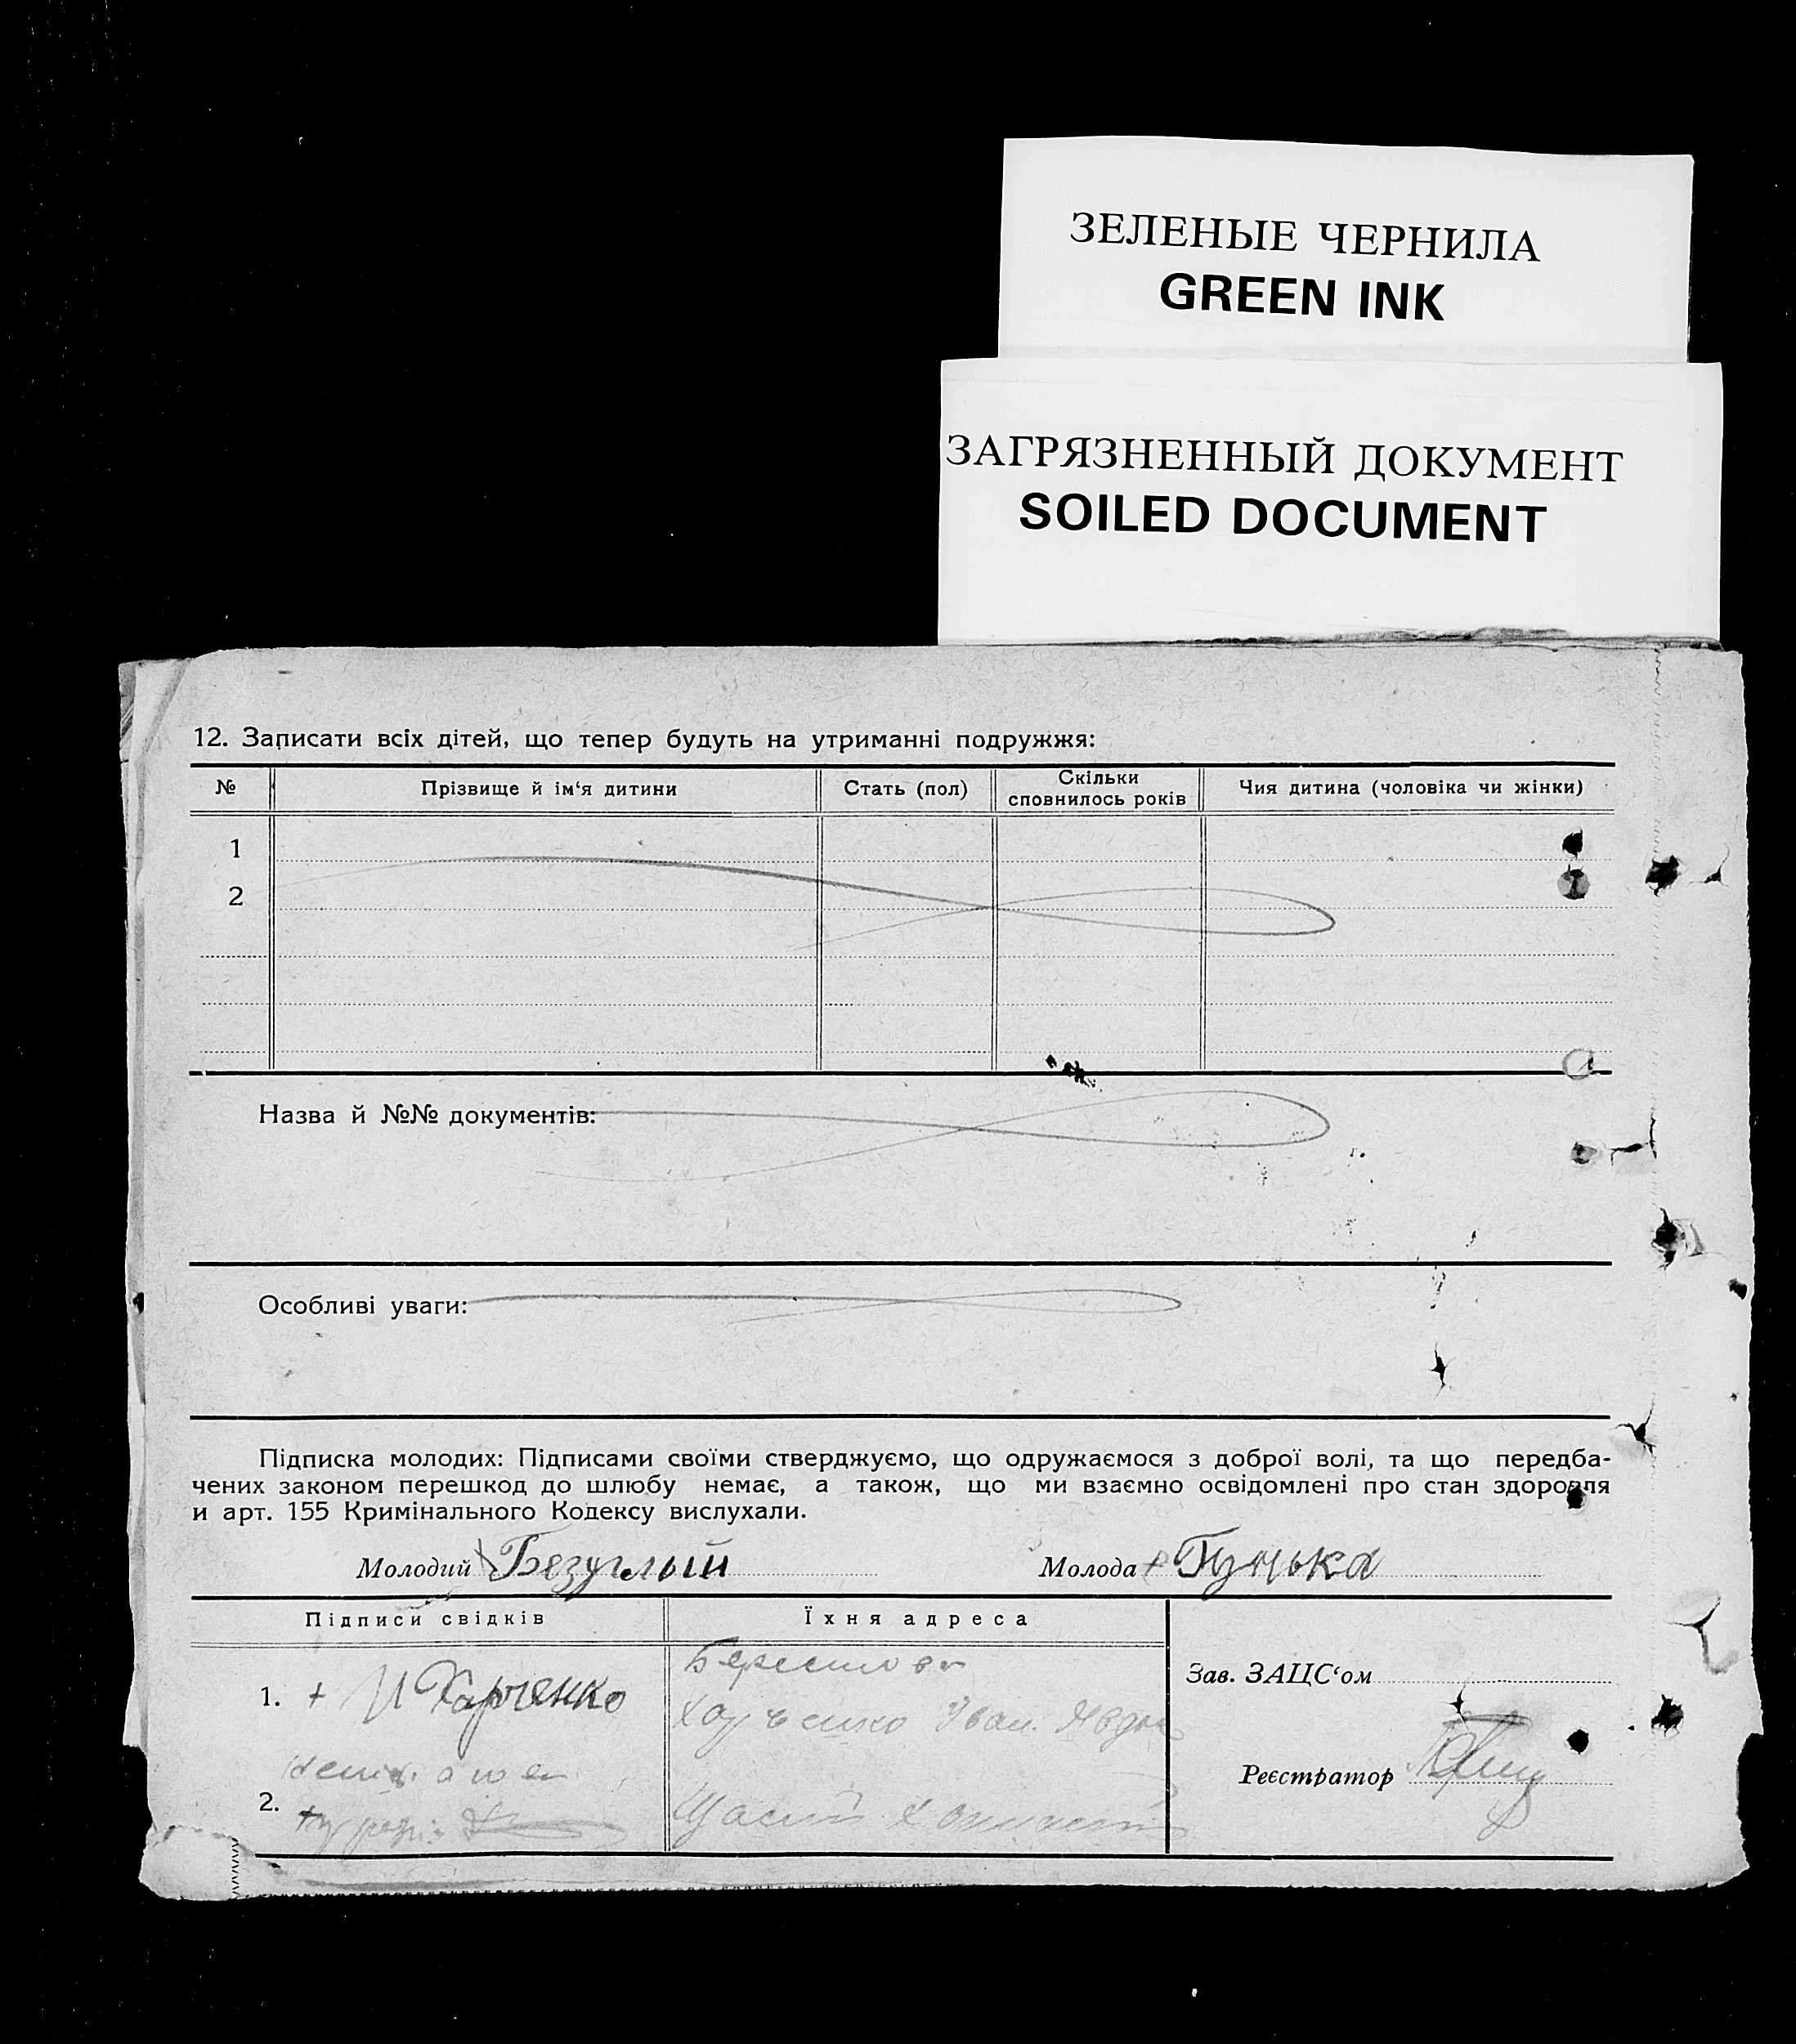 ЗЕЛЕНЫЕ ЧЕРНИЛА
GREEN INK
ЗАГРЯЗНЕННЫЙ ДОКУМЕНТ
SOILED DOCUMENT
12. Записати всіх дітей, що тепер будуть на утриманні подружжя:
№ Прізвище й ім‘я дитини Стать (пол) Скільки сповнилось років Чия дитина (чоловіка чи жінки)
1
2
Назва й №№ документів:
Особливі уваги:
Підписка молодих: Підписами своїми стверджуємо, що одружаємося з доброї волі, та що передба-
чених законом перешкод до шлюбу немає, а також, що ми взаємно освідомлені про стан здоровля
и арт. 155 Кримінального Кодексу вислухали.
Молодий Безуглый Молода
Підписи свідків Їхня адреса
Зав. ЗАЦС‘ом
1. + И Харченко
Харченко Іван
Реєстратор
2.